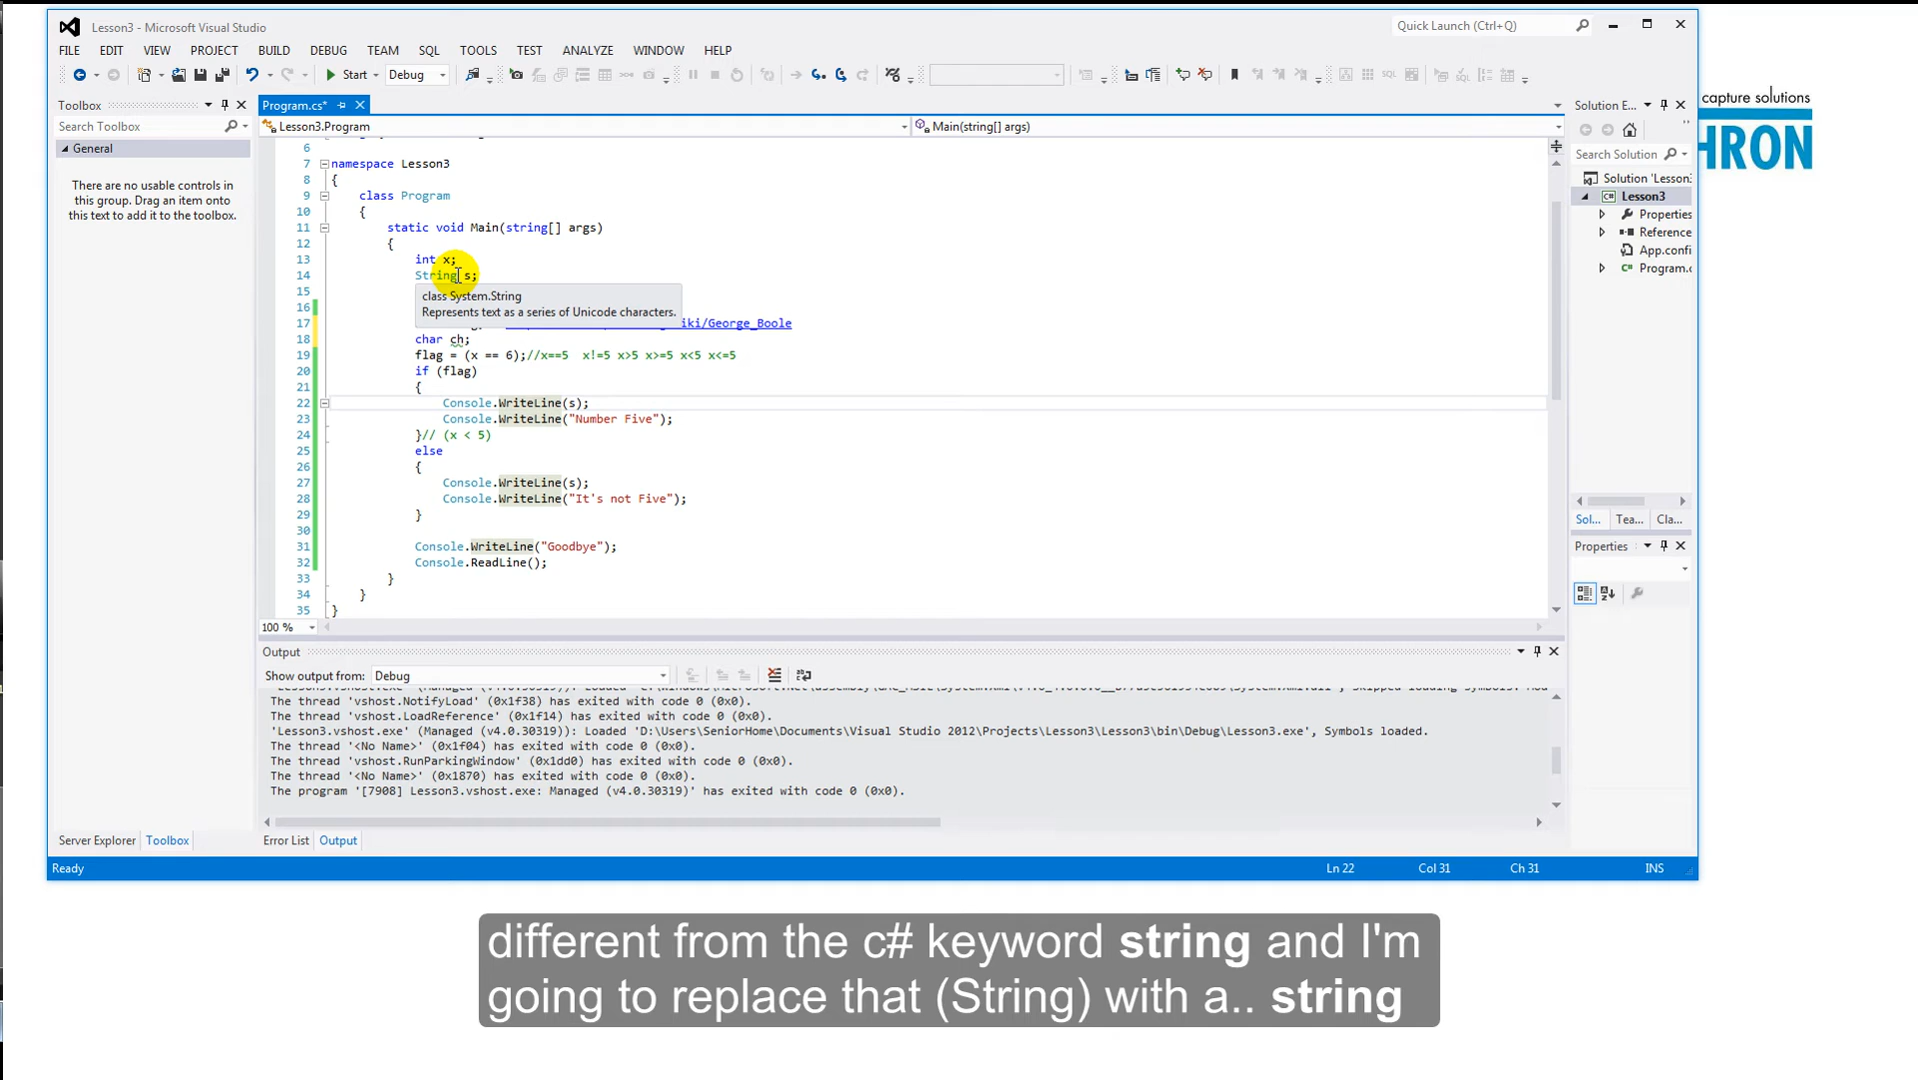 Lesson3 - Microsoft Visual Studio
Quick Launch (Ctrl+Q)
FILE EDIT VIEW PROJECT BUILD DEBUG TEAM SQL TOOLS TEST ANALYZE WINDOW HELP
Start Debug
Toolbox
Program.cs*
Solution E...
capture solutions
HRON
Search Toolbox
Lesson3.Program
Main(string[] args)
General
There are no usable controls in
this group. Drag an item onto
this text to add it to the toolbox.
Search Solution
Solution 'Lesson
Lesson3
Properties
Reference
App.confi
Program.
6
7 namespace Lesson3
8 {
9 class Program
10 {
11 static void Main(string[] args)
12 {
13 int x;
14 String s;
15
class System.String
Represents text as a series of Unicode characters.
16
17 iki/George_Boole
18 char ch;
19 flag = (x == 6);//x==5 x!=5 x>5 x>=5 x<5 x<=5
20 if (flag)
21 {
22 Console.WriteLine(s);
23 Console.WriteLine("Number Five");
24 }// (x < 5)
25 else
26 {
27 Console.WriteLine(s);
28 Console.WriteLine("It's not Five");
29 }
30
31 Console.WriteLine("Goodbye");
32 Console.ReadLine();
33 }
34 }
35 }
100 %
Sol... Tea... Cla...
Properties
Output
Show output from: Debug
The thread 'vshost.NotifyLoad' (0x1f38) has exited with code 0 (0x0).
The thread 'vshost.LoadReference' (0x1f14) has exited with code 0 (0x0).
'Lesson3.vshost.exe' (Managed (v4.0.30319)): Loaded 'D:\Users\SeniorHome\Documents\Visual Studio 2012\Projects\Lesson3\Lesson3\bin\Debug\Lesson3.exe', Symbols loaded.
The thread '<No Name>' (0x1f04) has exited with code 0 (0x0).
The thread 'vshost.RunParkingWindow' (0x1dd0) has exited with code 0 (0x0).
The thread '<No Name>' (0x1870) has exited with code 0 (0x0).
The program '[7908] Lesson3.vshost.exe: Managed (v4.0.30319)' has exited with code 0 (0x0).
Server Explorer Toolbox
Error List Output
Ready
Ln 22 Col 31 Ch 31 INS
different from the c# keyword string and I'm
going to replace that (String) with a.. string